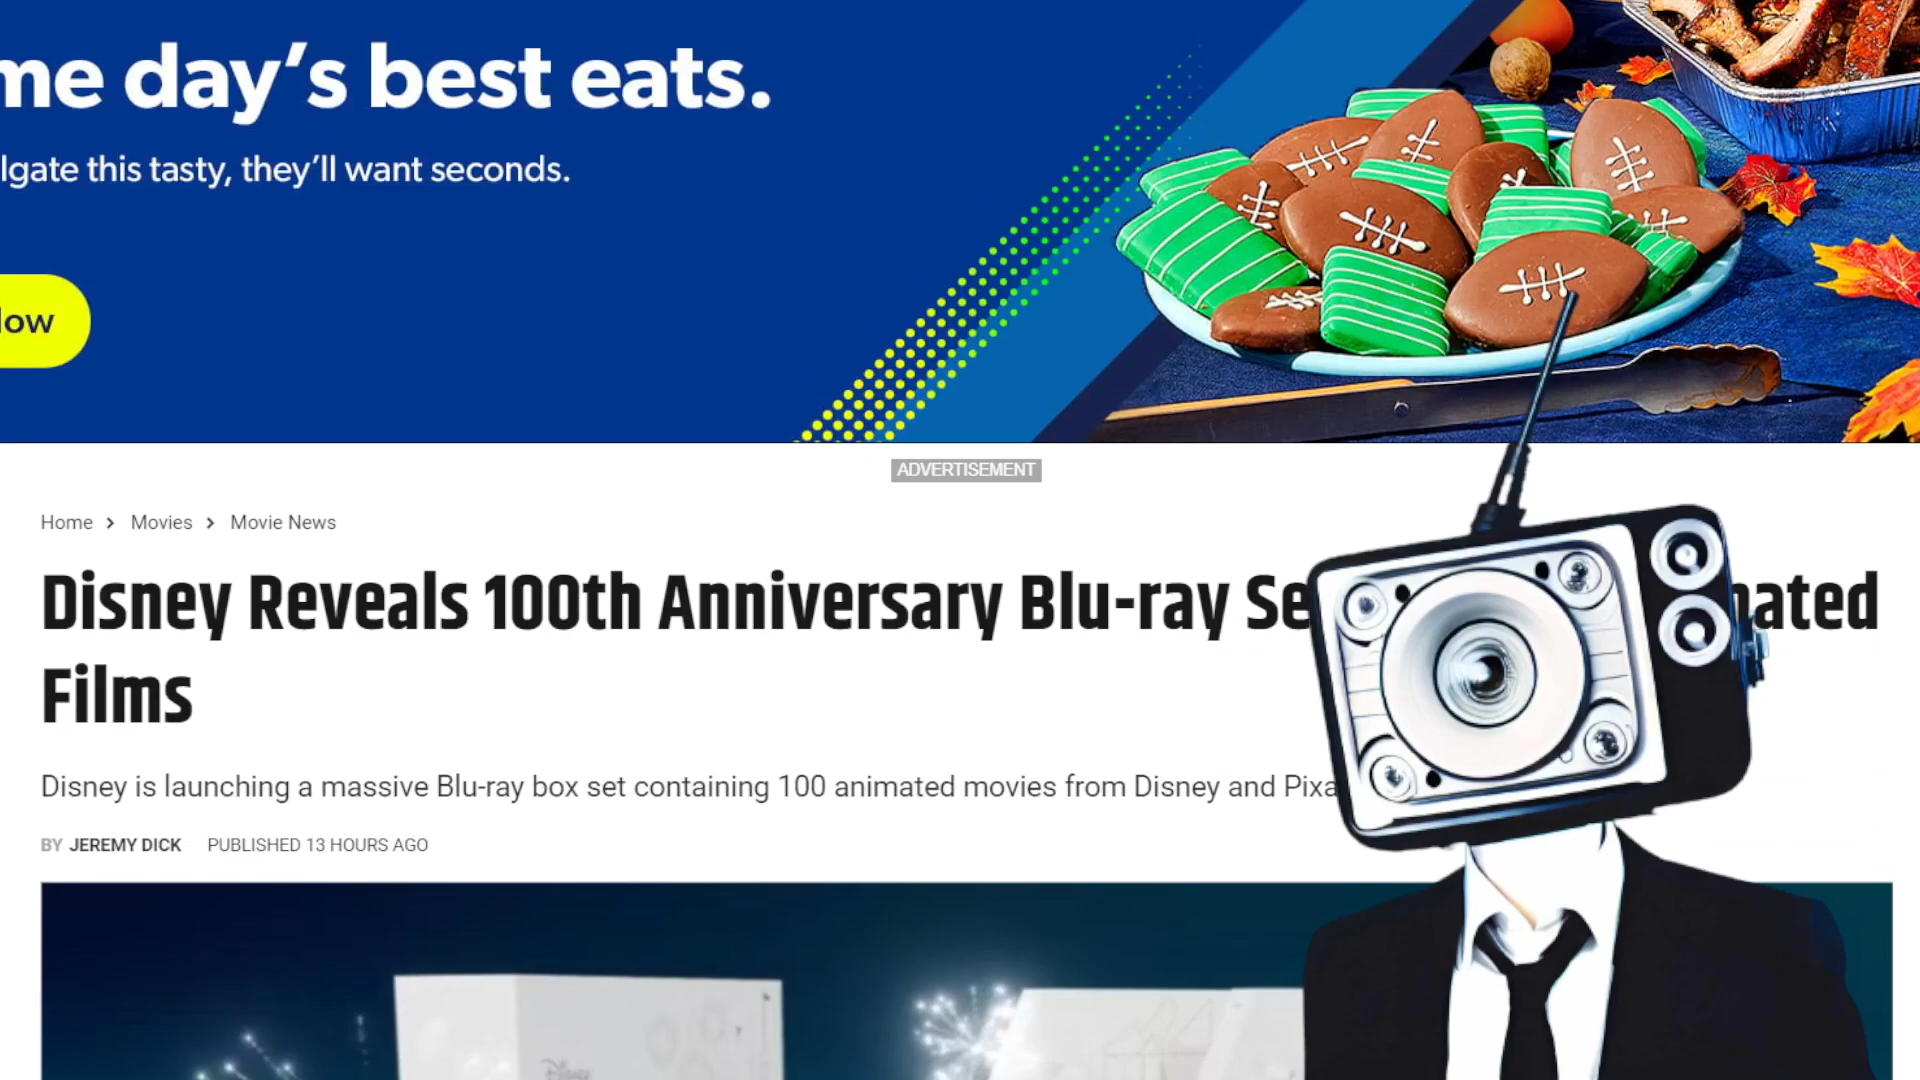 me day's best eats.
lgate this tasty, they'll want seconds.
low
ADVERTISEMENT
Home > Movies > Movie News
Disney Reveals 100th Anniversary Blu-ray Se nated
Films
Disney is launching a massive Blu-ray box set containing 100 animated movies from Disney and Pixa
BY JEREMY DICK PUBLISHED 13 HOURS AGO
Disney